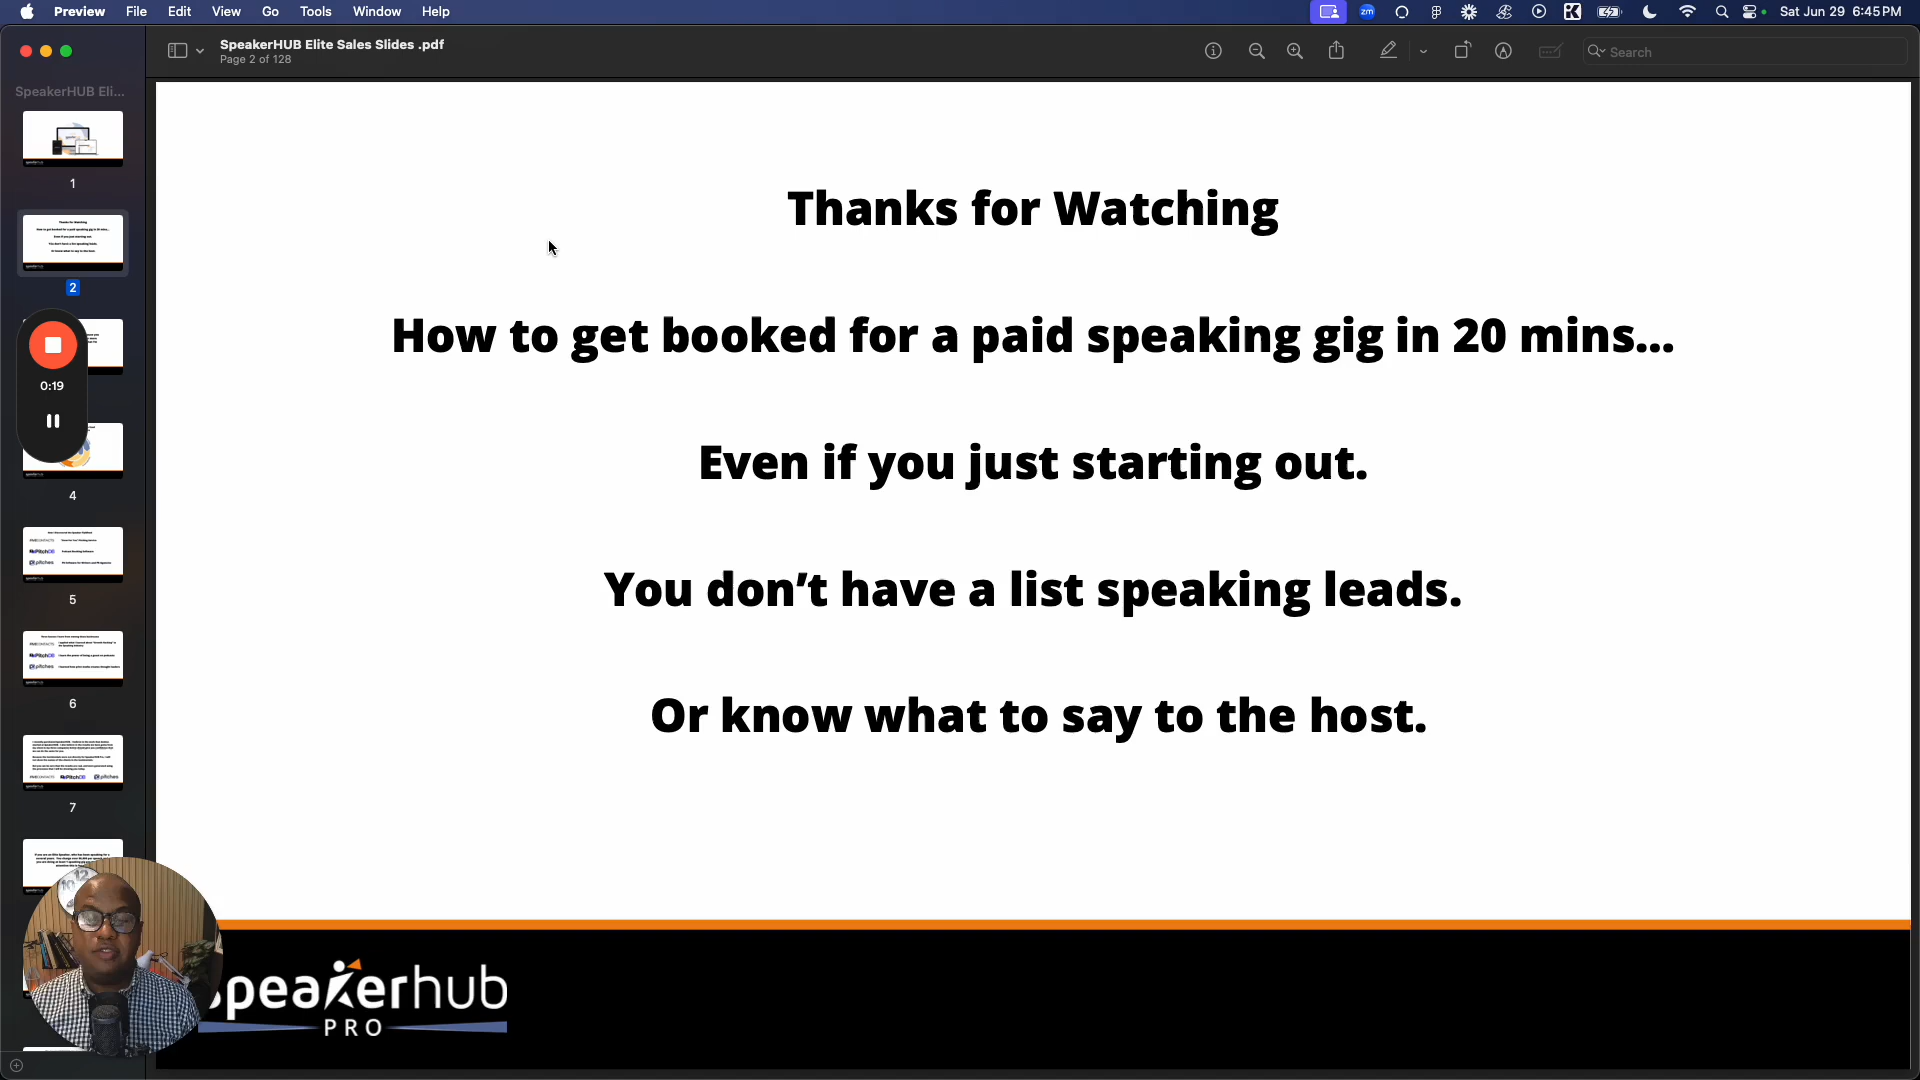 Preview File Edit View Go Tools Window Help
zm
Sat Jun 29 6:45 PM
SpeakerHUB Elite Sales Slides .pdf
Page 2 of 128
Search
SpeakerHUB Eli...
1
2
0:19
4
5
6
7
Thanks for Watching
How to get booked for a paid speaking gig in 20 mins...
Even if you just starting out.
You don’t have a list speaking leads.
Or know what to say to the host.
speakerhub
PRO